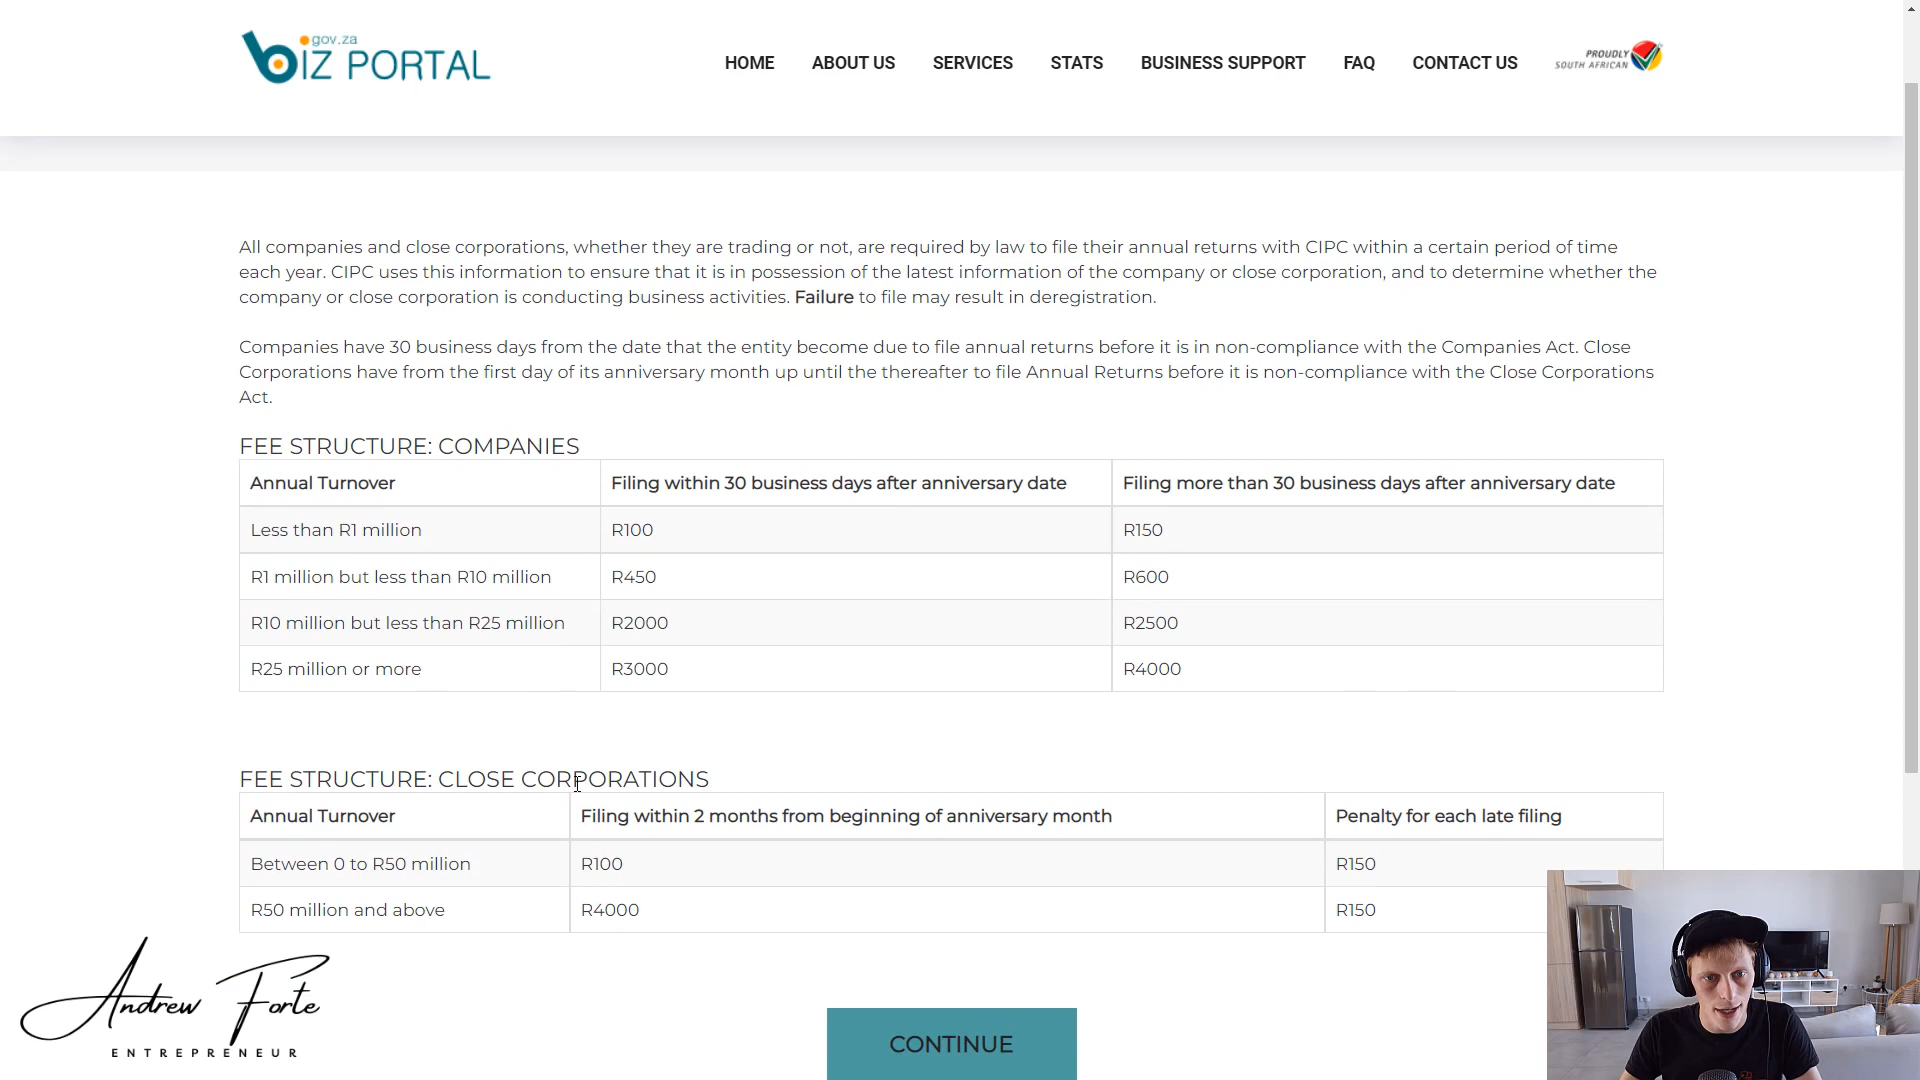 gov.za
biz PORTAL
HOME ABOUT US SERVICES STATS BUSINESS SUPPORT FAQ CONTACT US
PROUDLY
SOUTH AFRICAN
All companies and close corporations, whether they are trading or not, are required by law to file their annual returns with CIPC within a certain period of time
each year. CIPC uses this information to ensure that it is in possession of the latest information of the company or close corporation, and to determine whether the
company or close corporation is conducting business activities. Failure to file may result in deregistration.
Companies have 30 business days from the date that the entity become due to file annual returns before it is in non-compliance with the Companies Act. Close
Corporations have from the first day of its anniversary month up until the thereafter to file Annual Returns before it is non-compliance with the Close Corporations
Act.
FEE STRUCTURE: COMPANIES
Annual Turnover Filing within 30 business days after anniversary date Filing more than 30 business days after anniversary date
Less than R1 million R100 R150
R1 million but less than R10 million R450 R600
R10 million but less than R25 million R2000 R2500
R25 million or more R3000 R4000
FEE STRUCTURE: CLOSE CORPORATIONS
Annual Turnover Filing within 2 months from beginning of anniversary month Penalty for each late filing
Between 0 to R50 million R100 R150
R50 million and above R4000 R150
Andrew Forte
ENTREPRENEUR
CONTINUE